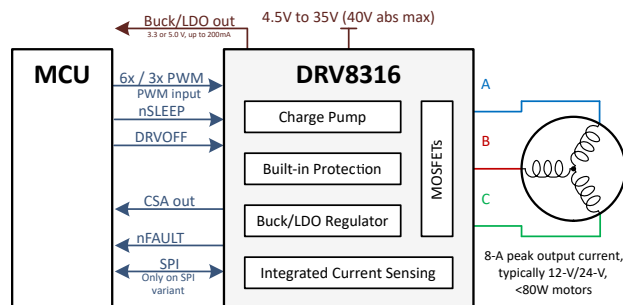 Buck/LDO out
3.3 or 5.0 V, up to 200mA
4.5V to 35V (40V abs max)
MCU
DRV8316
6x / 3x PWM
PWM input
nSLEEP
DRVOFF
CSA out
nFAULT
SPI
Only on SPI
variant
Charge Pump
Built-in Protection
Buck/LDO Regulator
Integrated Current Sensing
MOSFETs
A
B
C
8-A peak output current,
typically 12-V/24-V,
<80W motors